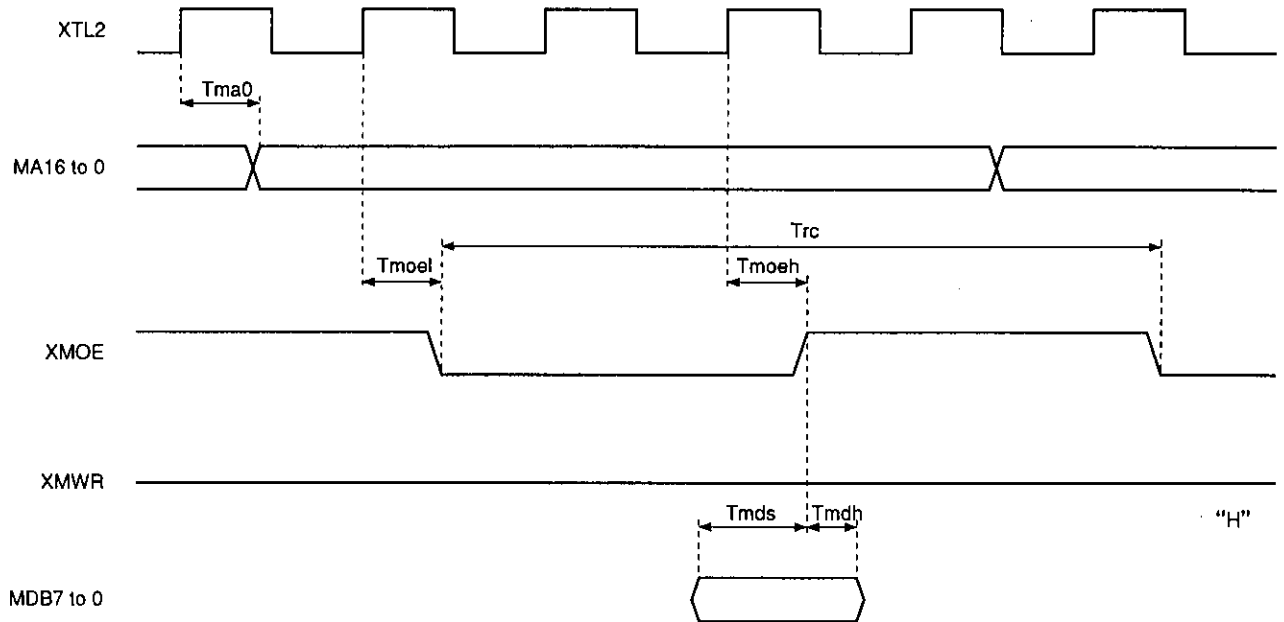 XTL2
Tma0
MA16 to 0
Trc
Tmoel
Tmoeh
XMOE
XMWR
Tmds
Tmdh
"H"
MDB7 to 0